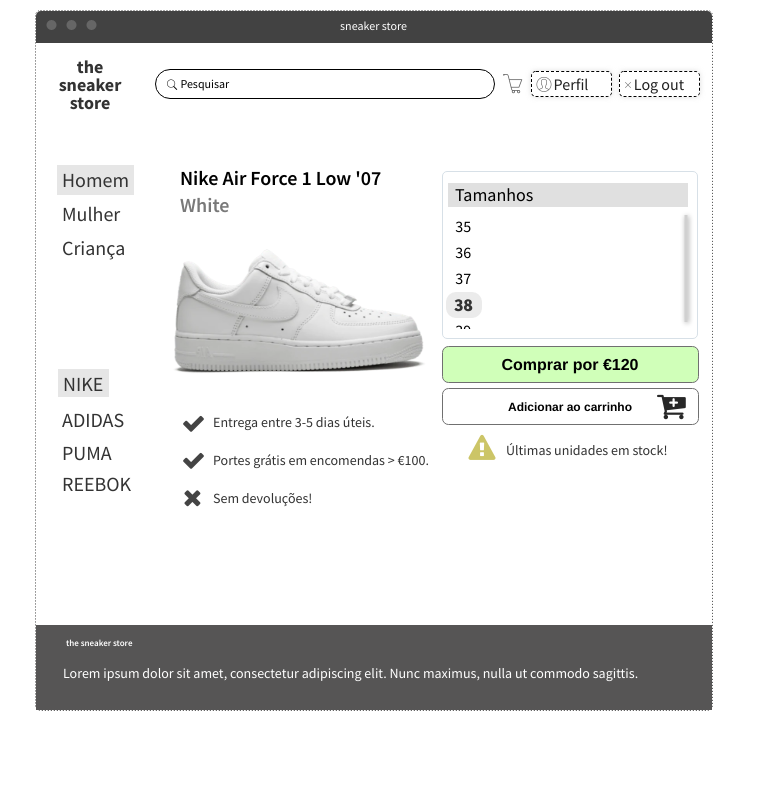 sneaker store
the
sneaker
store
Pesquisar
Perfil
Log out
Homem
Mulher
Criança
NIKE
ADIDAS
PUMA
REEBOK
Nike Air Force 1 Low '07
White
Entrega entre 3-5 dias úteis.
Portes grátis em encomendas > €100.
Sem devoluções!
Tamanhos
35
36
37
38
39
Comprar por €120
Adicionar ao carrinho
Últimas unidades em stock!
the sneaker store
Lorem ipsum dolor sit amet, consectetur adipiscing elit. Nunc maximus, nulla ut commodo sagittis.